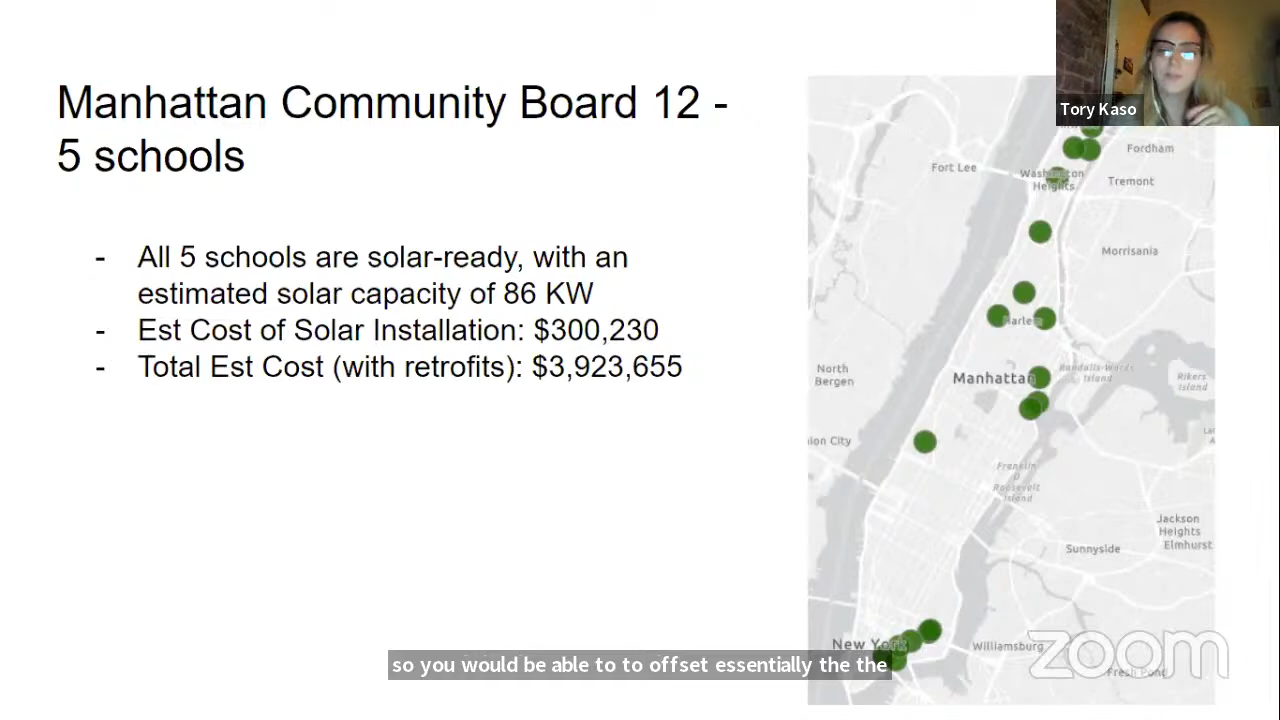 Manhattan Community Board 12 -
5 schools
- All 5 schools are solar-ready, with an
estimated solar capacity of 86 KW
- Est Cost of Solar Installation: $300,230
- Total Est Cost (with retrofits): $3,923,655
Tory Kaso
Fordham
Fort Lee
Washington
Heights
Tremont
Morrisania
Harlem
North
Bergen
Manhattan
Randalls-Wards
Island
Rikers
Island
ion City
Franklin
D
Roosevelt
Island
Jackson
Heights
Elmhurst
Sunnyside
New York
Williamsburg
Fresh Pond
zoom
so you would be able to to offset essentially the the